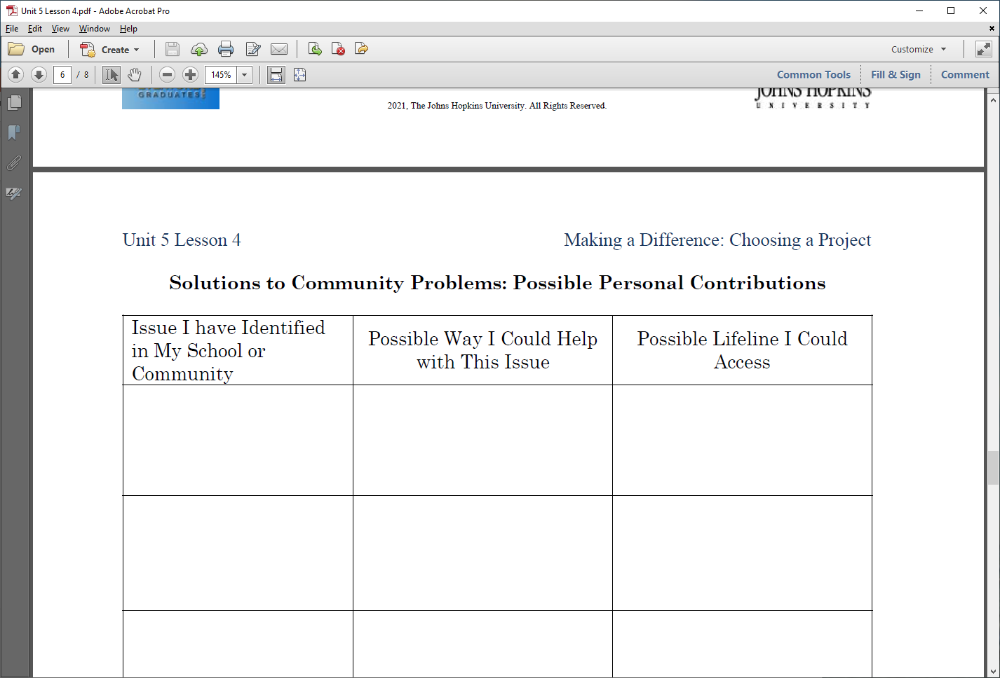 Unit 5 Lesson 4.pdf - Adobe Acrobat Pro
File Edit View Window Help
Open Create Customize
6 / 8 145% Common Tools Fill & Sign Comment
GRADUATES
JOHNS HOPKINS
UNIVERSITY
2021, The Johns Hopkins University. All Rights Reserved.
Unit 5 Lesson 4 Making a Difference: Choosing a Project
Solutions to Community Problems: Possible Personal Contributions
Issue I have Identified
in My School or
Community
Possible Way I Could Help
with This Issue
Possible Lifeline I Could
Access